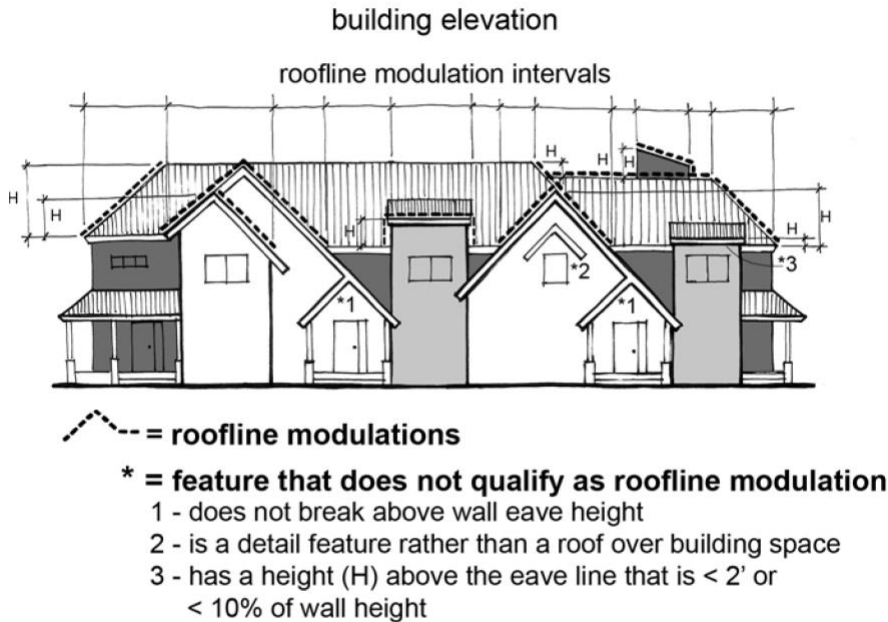 building elevation
roofline modulation intervals
H
H
H
H
H
H
H
H
*1
*2
*1
*3
= roofline modulations
* = feature that does not qualify as roofline modulation
1 - does not break above wall eave height
2 - is a detail feature rather than a roof over building space
3 - has a height (H) above the eave line that is < 2’ or
< 10% of wall height